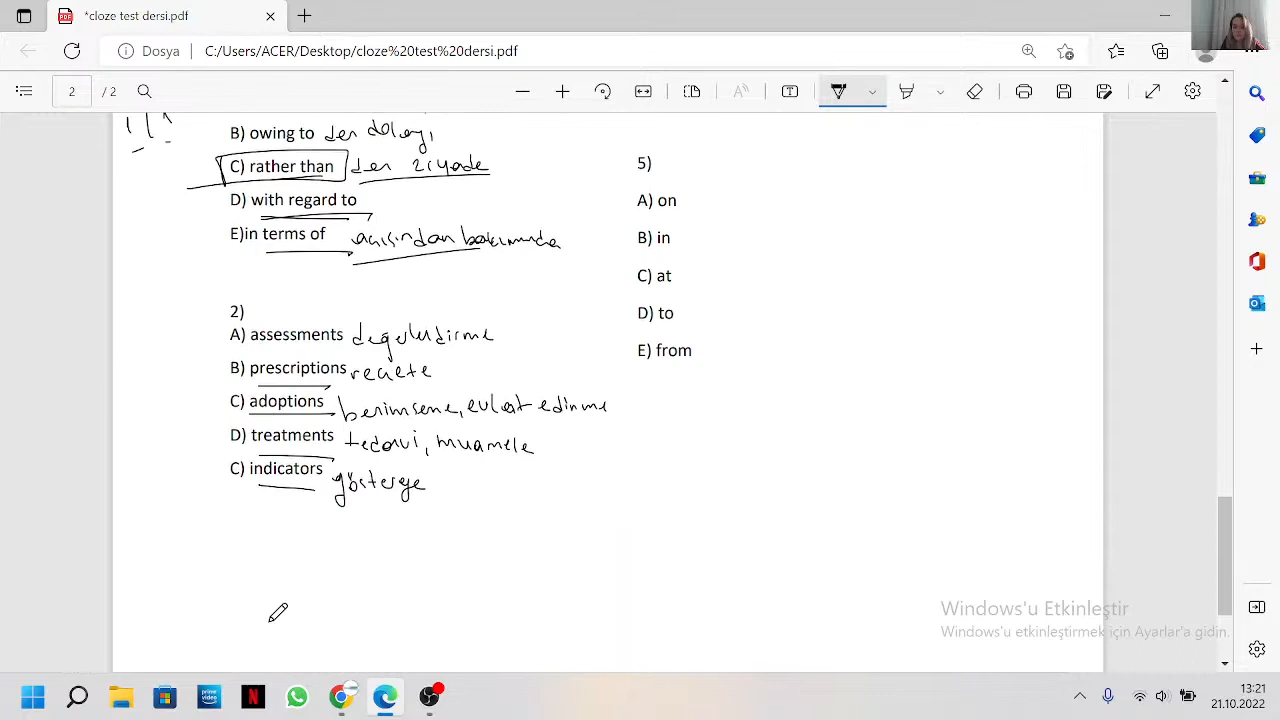 *cloze test dersi.pdf
Dosya C:/Users/ACER/Desktop/cloze%20test%20dersi.pdf
2 / 2
B) owing to den dolayı
C) rather than den ziyade
D) with regard to
E)in terms of açısından bakımında
2)
A) assessments değerlendirme
B) prescriptions reçete
C) adoptions benimseme, evlat edinme
D) treatments tedavi, muamele
C) indicators gösterge
5)
A) on
B) in
C) at
D) to
E) from
Windows'u Etkinleştir
Windows'u etkinleştirmek için Ayarlar'a gidin.
13:21
21.10.2022